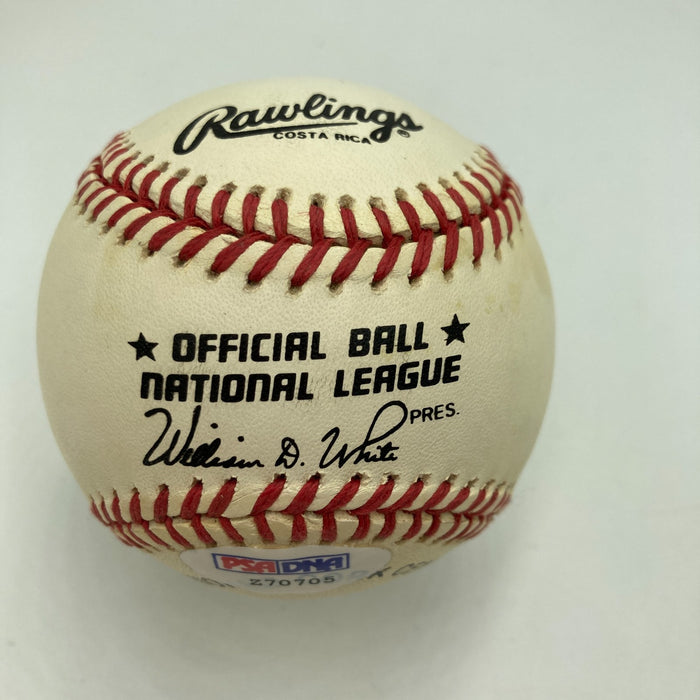 Rawlings®
COSTA RICA
★ OFFICIAL BALL ★
NATIONAL LEAGUE
William D. White PRES.
PSA DNA
Z70705